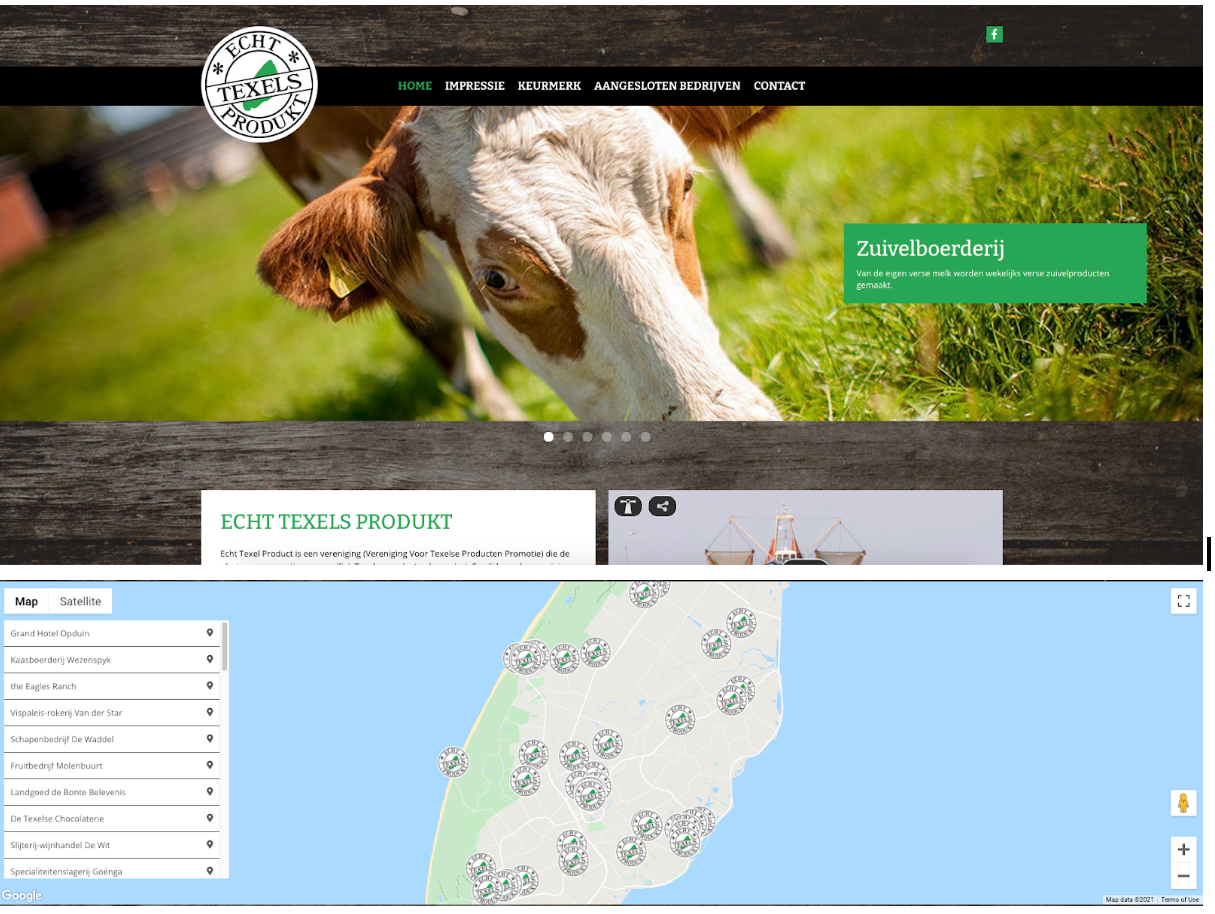 ECHT
TEXELS
PRODUKT
HOME IMPRESSIE KEURMERK AANGESLOTEN BEDRIJVEN CONTACT
Zuivelboerderij
Van de eigen verse melk worden wekelijks verse zuivelproducten
gemaakt.
ECHT TEXELS PRODUKT
Echt Texel Product is een vereniging (Vereniging Voor Texelse Producten Promotie) die de
Map Satellite
Grand Hotel Opduin
Kaasboerderij Wezenspyk
the Eagles Ranch
Vispaleis-rokerij Van der Star
Schapenbedrijf De Waddel
Fruitbedrijf Molenbuurt
Landgoed de Bonte Belevenis
De Texelse Chocolaterie
Slijterij-wijnhandel De Wit
Specialiteitenslagerij Goënga
Google
Map data ©2021 Terms of Use